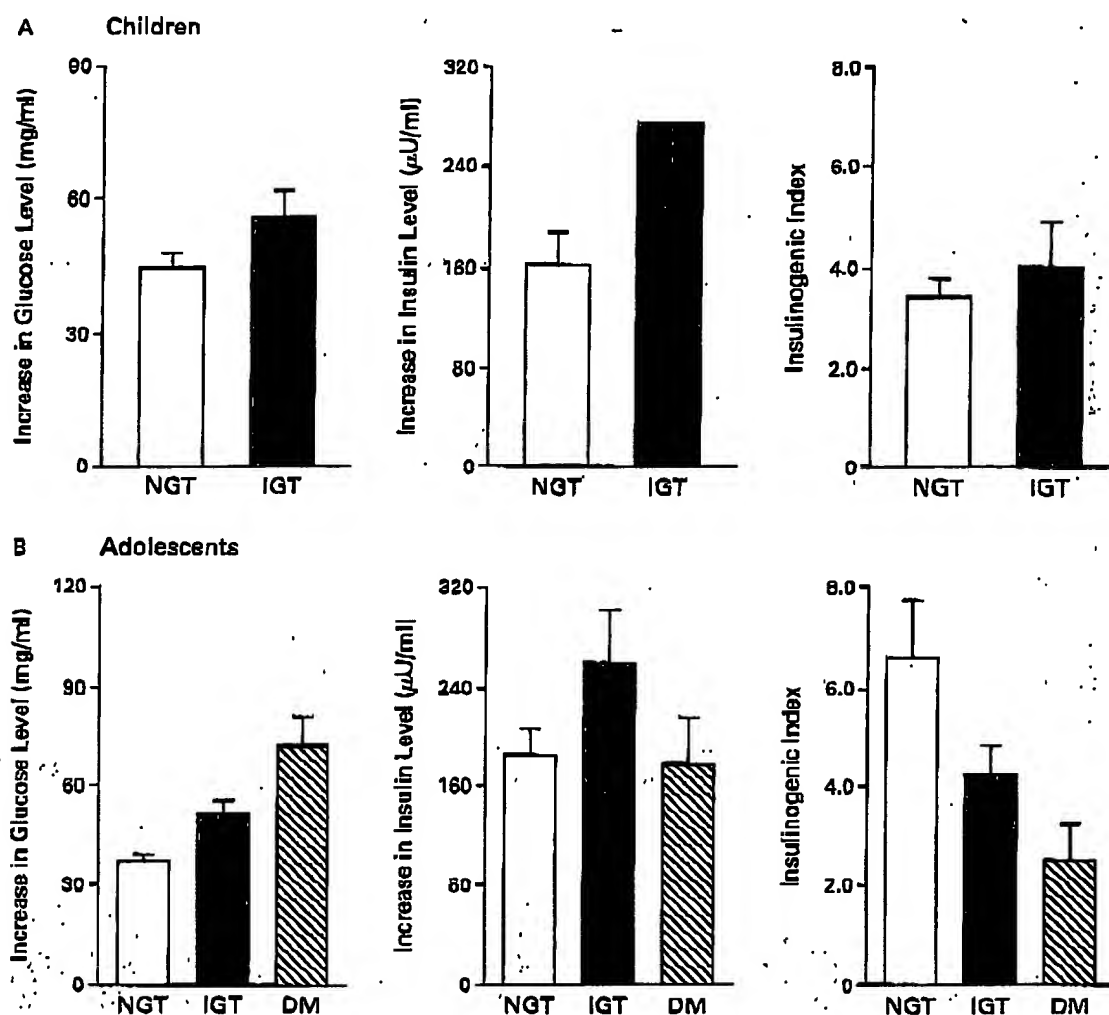 A Children
Increase in Glucose Level (mg/ml)
90
60
30
0
NGT IGT
Increase in Insulin Level (µU/ml)
320
240
160
80
0
NGT IGT
Insulinogenic Index
8.0
6.0
4.0
2.0
0
NGT IGT
B Adolescents
Increase in Glucose Level (mg/ml)
120
90
60
30
0
NGT IGT DM
Increase in Insulin Level (µU/ml)
320
240
160
80
0
NGT IGT DM
Insulinogenic Index
8.0
6.0
4.0
2.0
0
NGT IGT DM